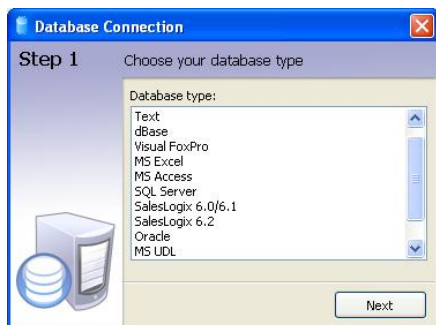 Database Connection
Step 1
Choose your database type
Database type:
Text
dBase
Visual FoxPro
MS Excel
MS Access
SQL Server
SalesLogix 6.0/6.1
SalesLogix 6.2
Oracle
MS UDL
Next